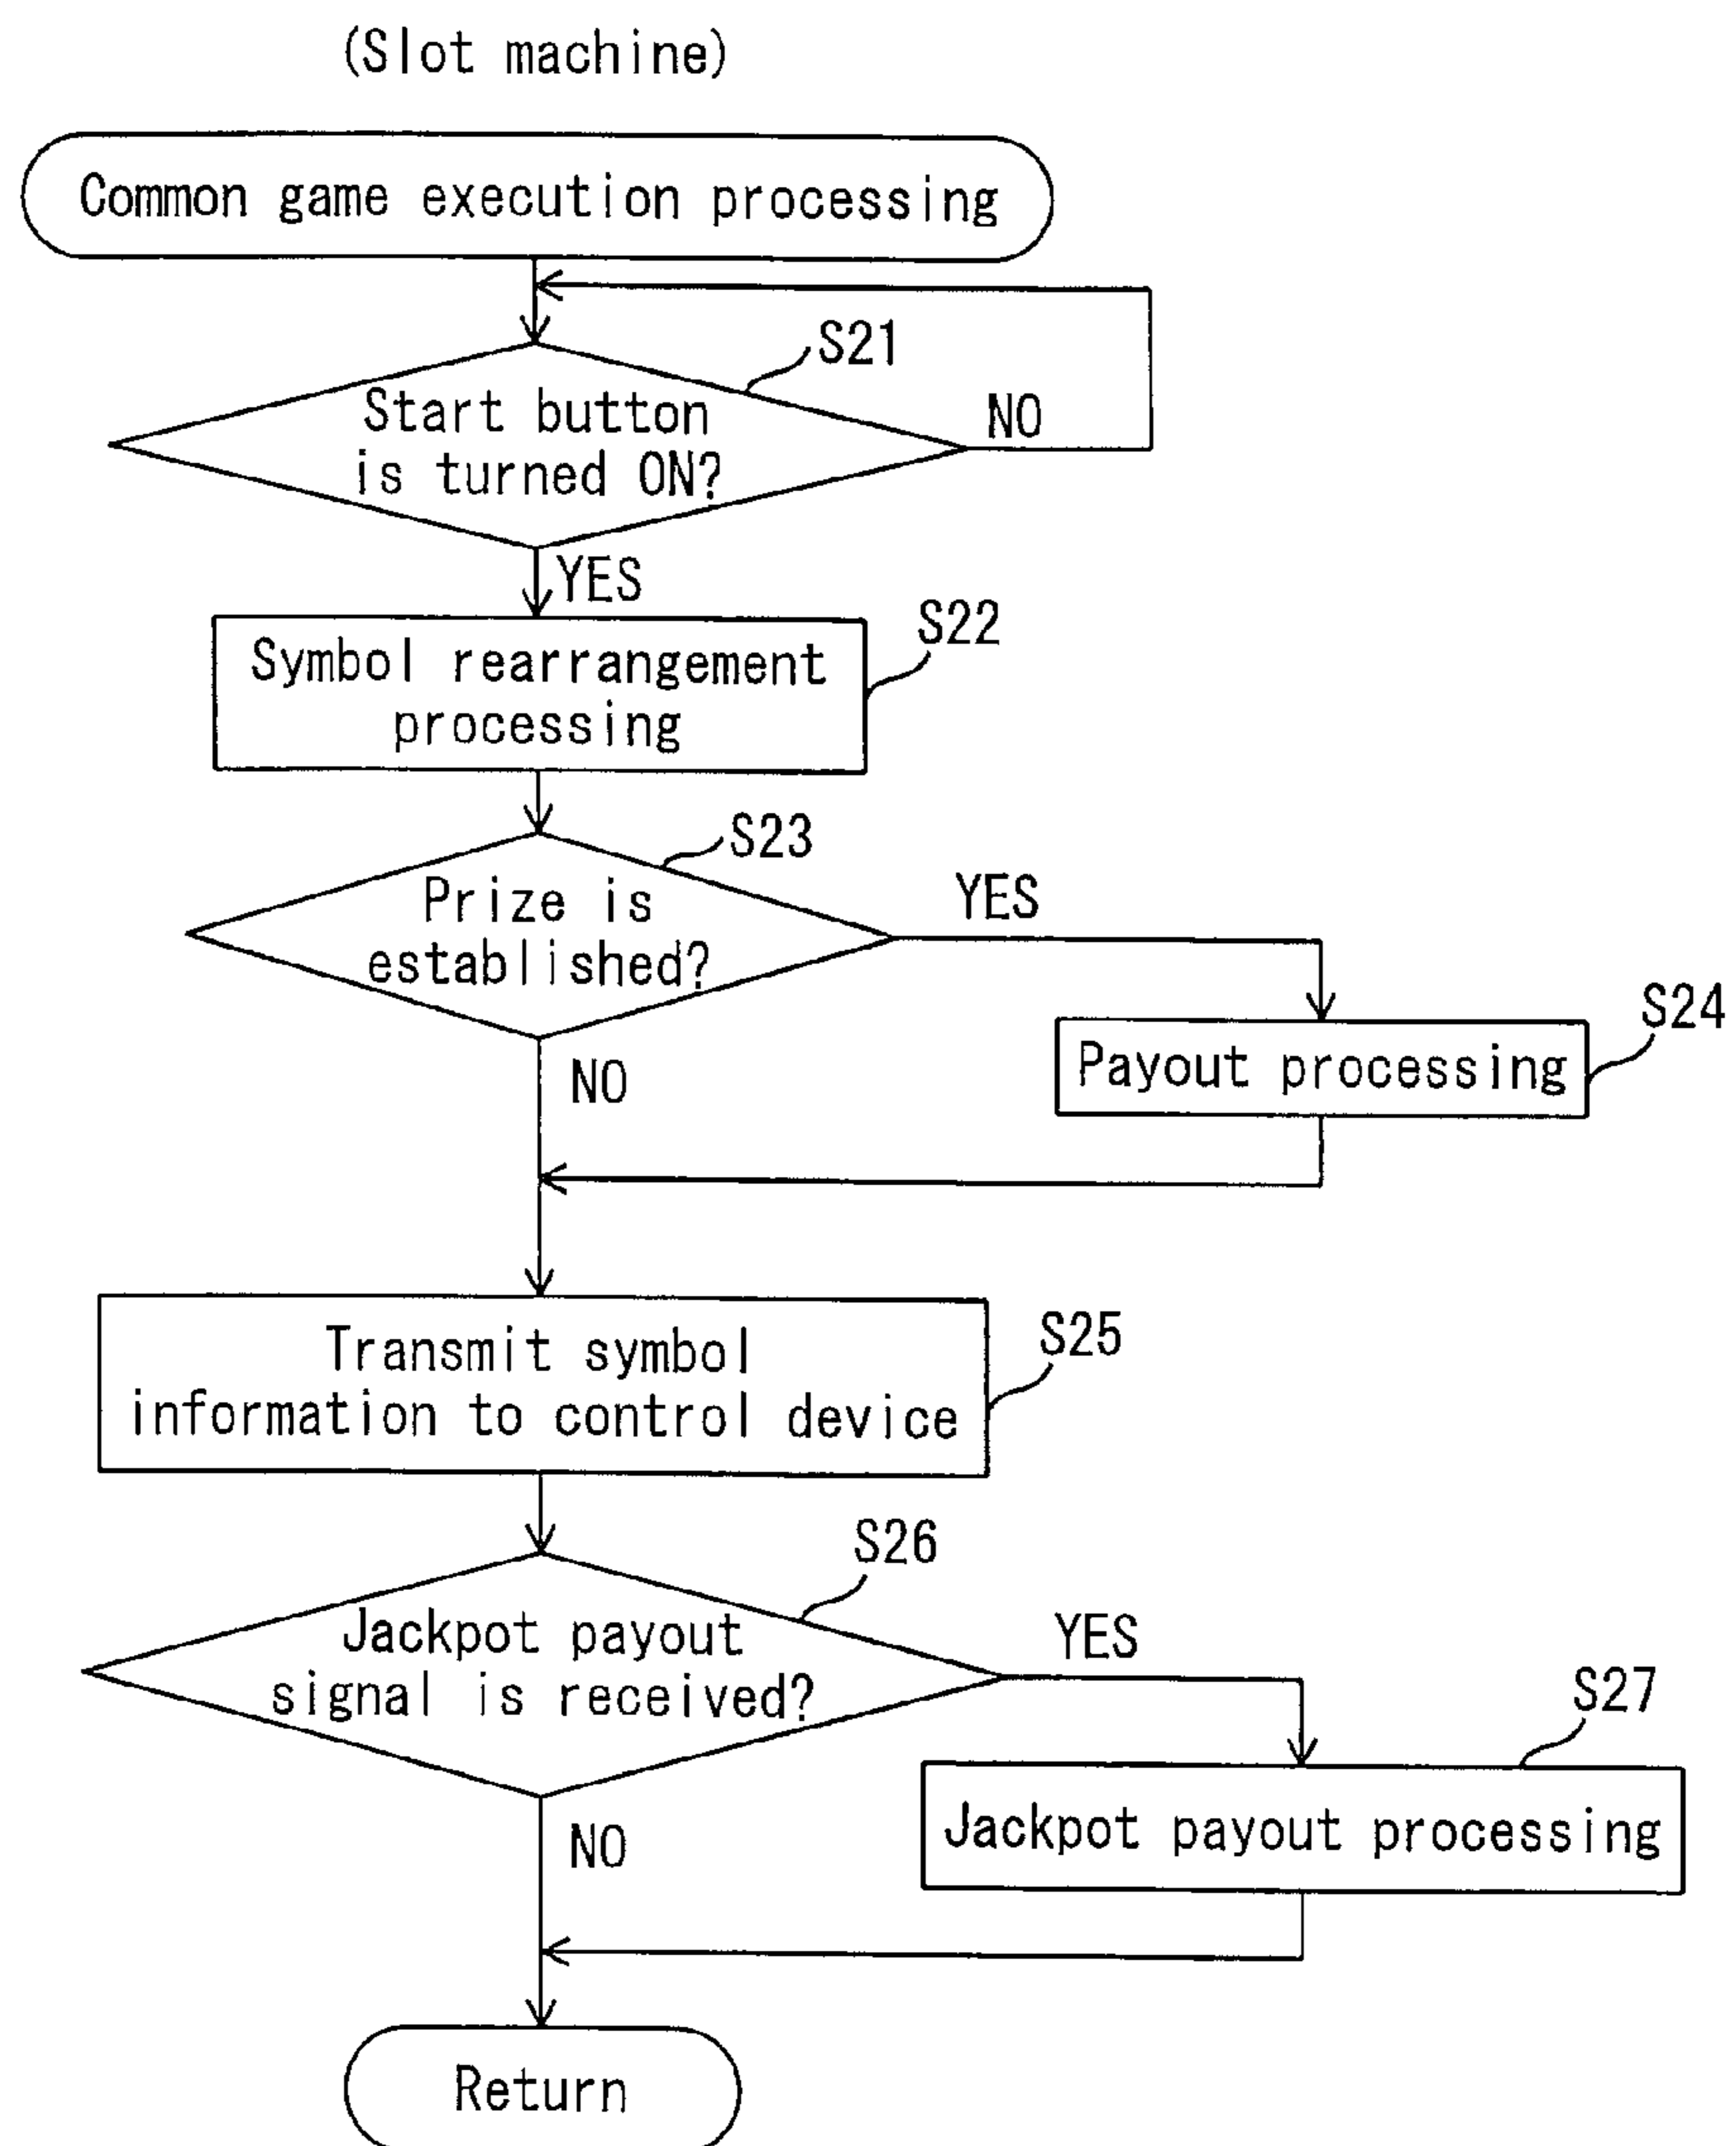 (Slot machine)
Common game execution processing
S21
Start button
is turned ON?
NO
YES
S22
Symbol rearrangement
processing
S23
Prize is
established?
YES
S24
Payout processing
NO
Transmit symbol
information to control device
S25
S26
Jackpot payout
signal is received?
YES
S27
Jackpot payout processing
NO
Return